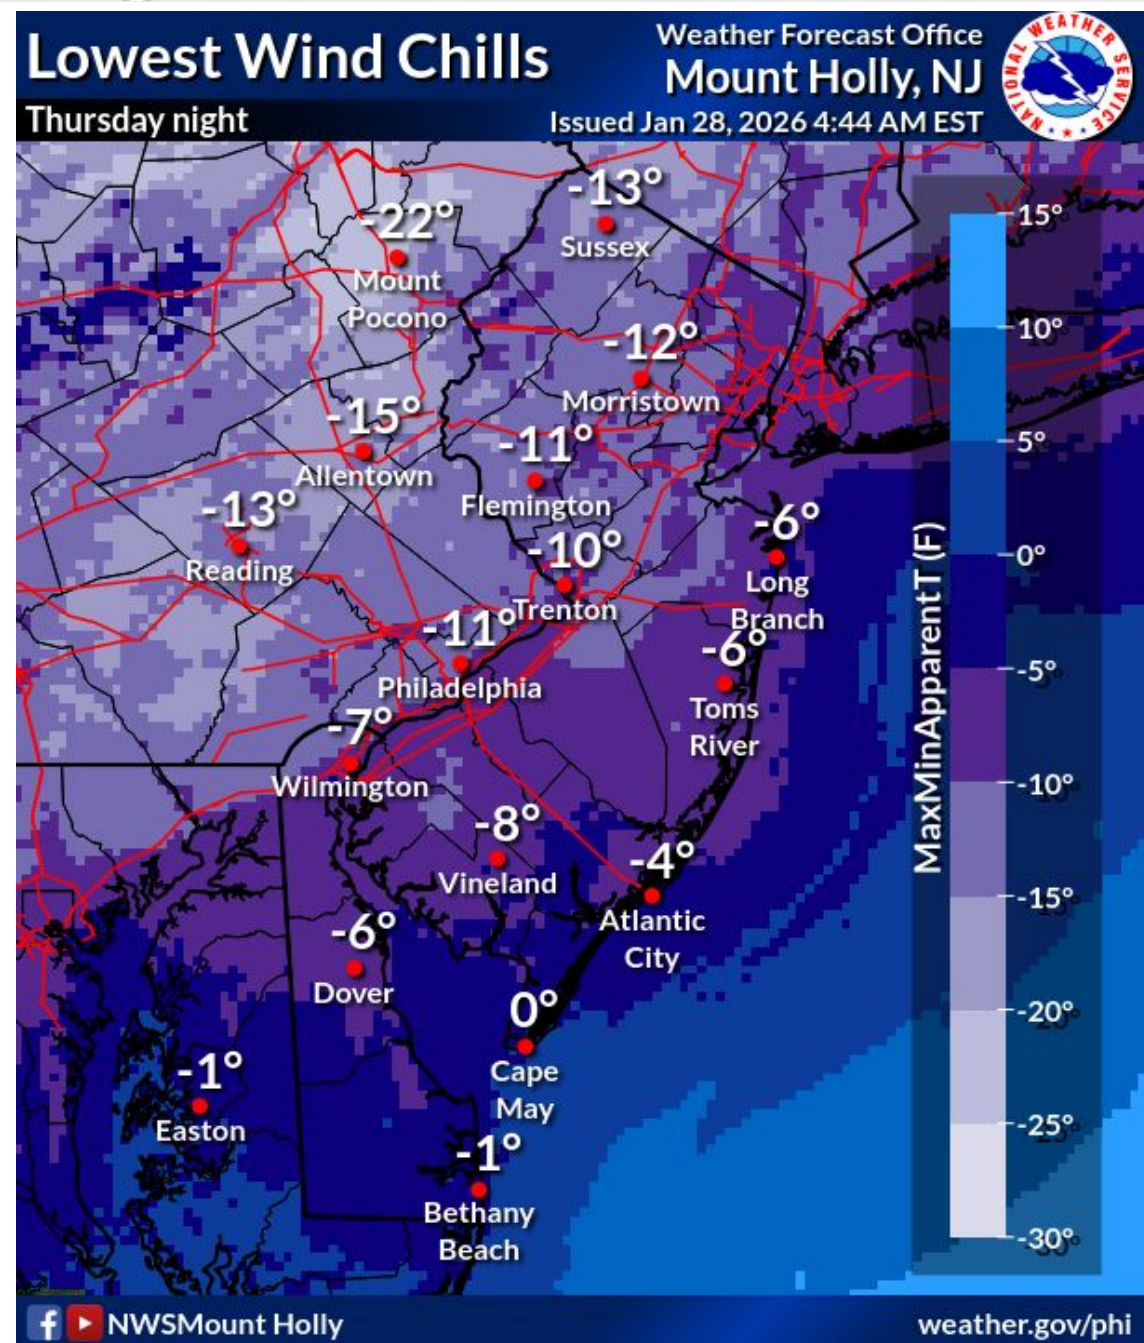 Lowest Wind Chills
Thursday night
Weather Forecast Office
Mount Holly, NJ
Issued Jan 28, 2026 4:44 AM EST
NATIONAL WEATHER SERVICE
-13°
Sussex
-22°
Mount
Pocono
-12°
Morristown
-15°
Allentown
-11°
Flemington
-13°
Reading
-10°
Trenton
-6°
Long
Branch
-11°
Philadelphia
-6°
Toms
River
-7°
Wilmington
-8°
Vineland
-4°
Atlantic
City
-6°
Dover
0°
Cape
May
-1°
Easton
-1°
Bethany
Beach
MaxMinApparentT (F)
15°
10°
5°
0°
-5°
-10°
-15°
-20°
-25°
-30°
NWSMount Holly
weather.gov/phi